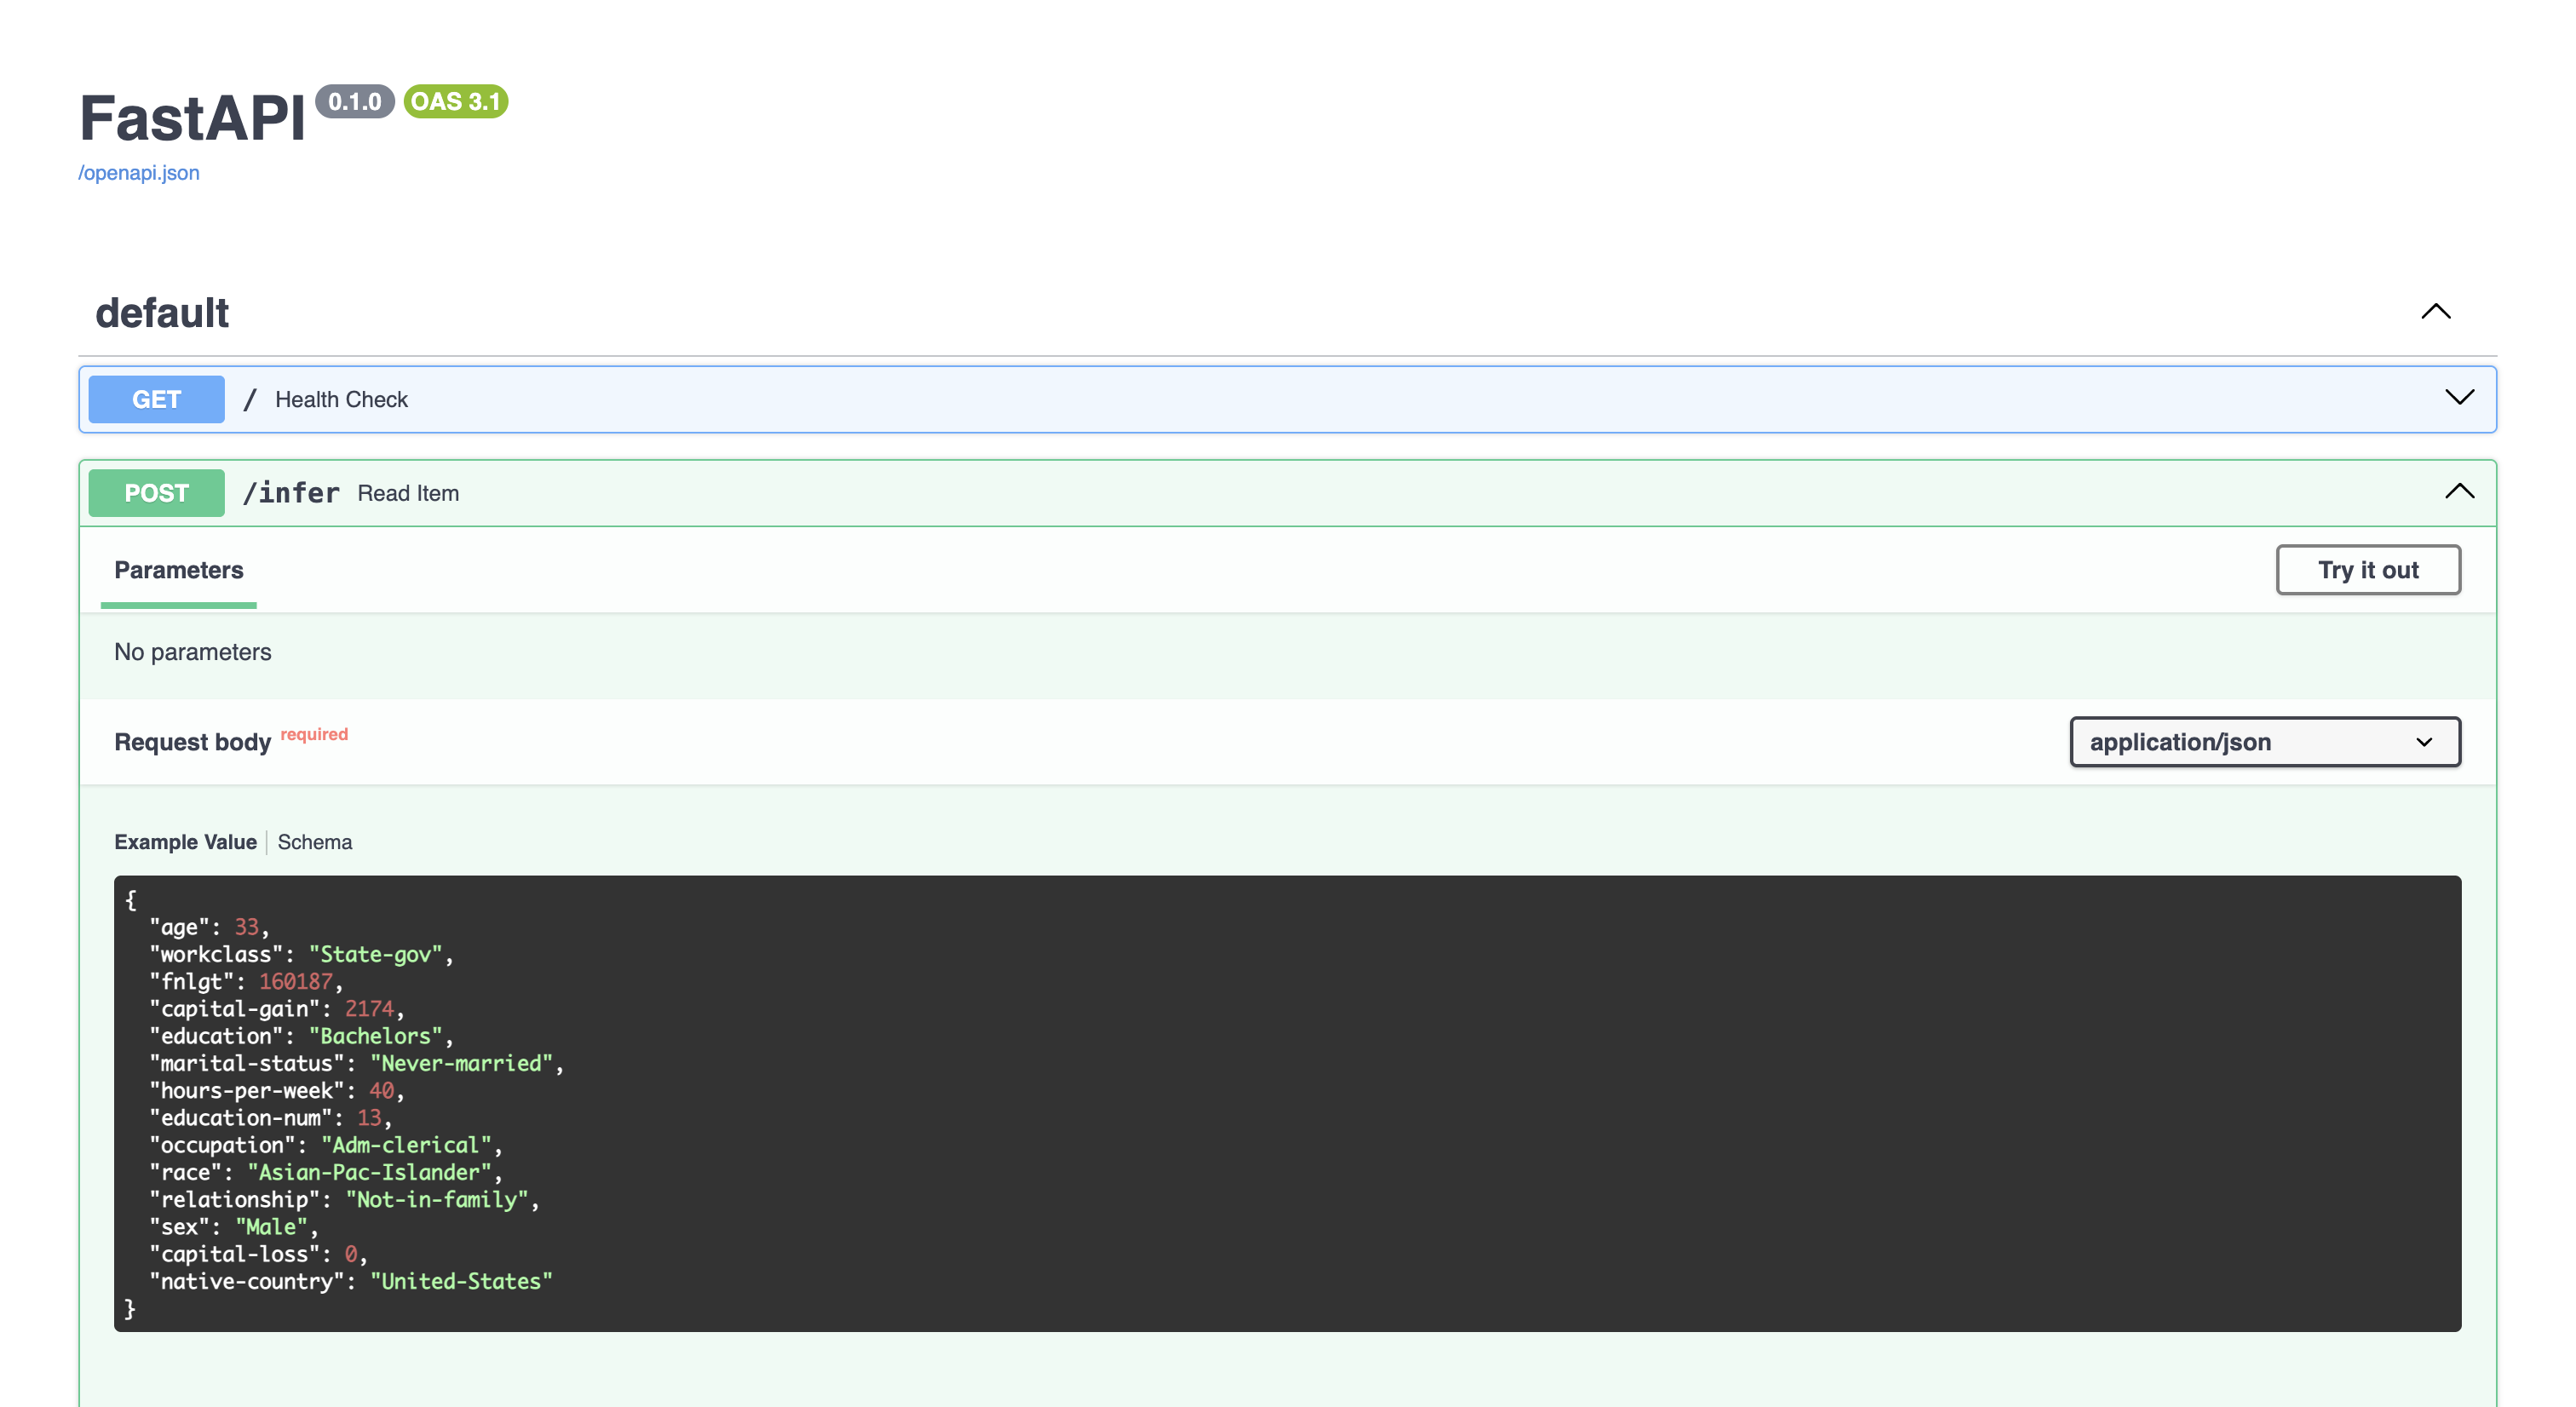 FastAPI 0.1.0 OAS 3.1
/openapi.json
default
GET / Health Check
POST /infer Read Item
Parameters
Try it out
No parameters
Request body required
application/json
Example Value Schema
{
"age": 33,
"workclass": "State-gov",
"fnlgt": 160187,
"capital-gain": 2174,
"education": "Bachelors",
"marital-status": "Never-married",
"hours-per-week": 40,
"education-num": 13,
"occupation": "Adm-clerical",
"race": "Asian-Pac-Islander",
"relationship": "Not-in-family",
"sex": "Male",
"capital-loss": 0,
"native-country": "United-States"
}